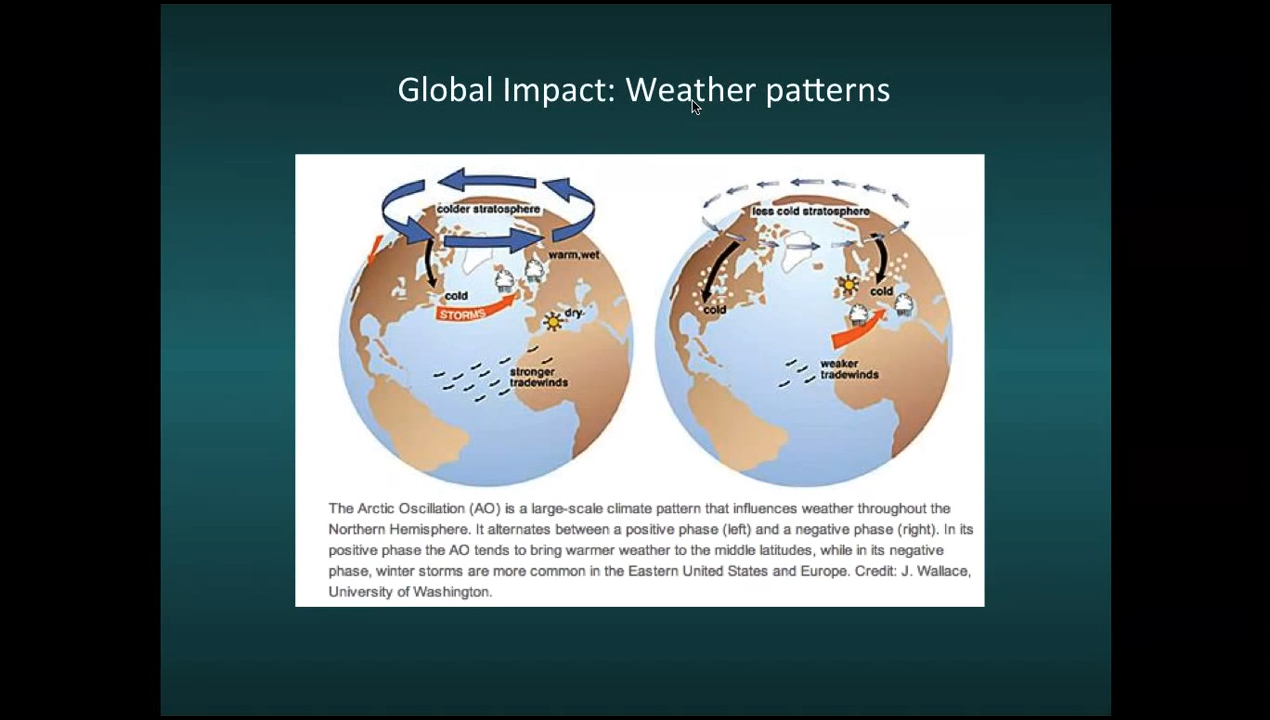 Global Impact: Weather patterns
colder stratosphere
warm,wet
cold
STORMS
dry
stronger
tradewinds
less cold stratosphere
cold
cold
weaker
tradewinds
The Arctic Oscillation (AO) is a large-scale climate pattern that influences weather throughout the
Northern Hemisphere. It alternates between a positive phase (left) and a negative phase (right). In its
positive phase the AO tends to bring warmer weather to the middle latitudes, while in its negative
phase, winter storms are more common in the Eastern United States and Europe. Credit: J. Wallace,
University of Washington.